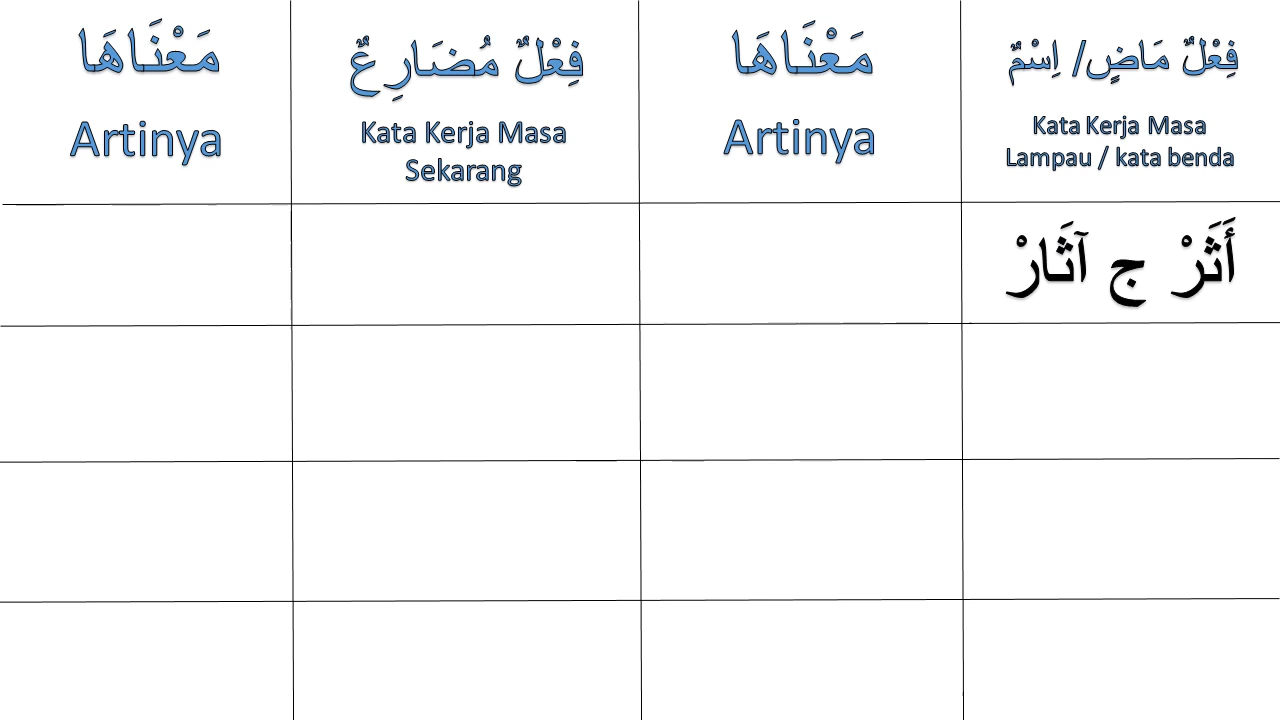 فِعْلٌ مَاضٍ/ اِسْمٌ
Kata Kerja Masa
Lampau / kata benda
مَعْنَاهَا
Artinya
فِعْلٌ مُضَارِعٌ
Kata Kerja Masa
Sekarang
مَعْنَاهَا
Artinya
أَثَرْ ج آثَارْ